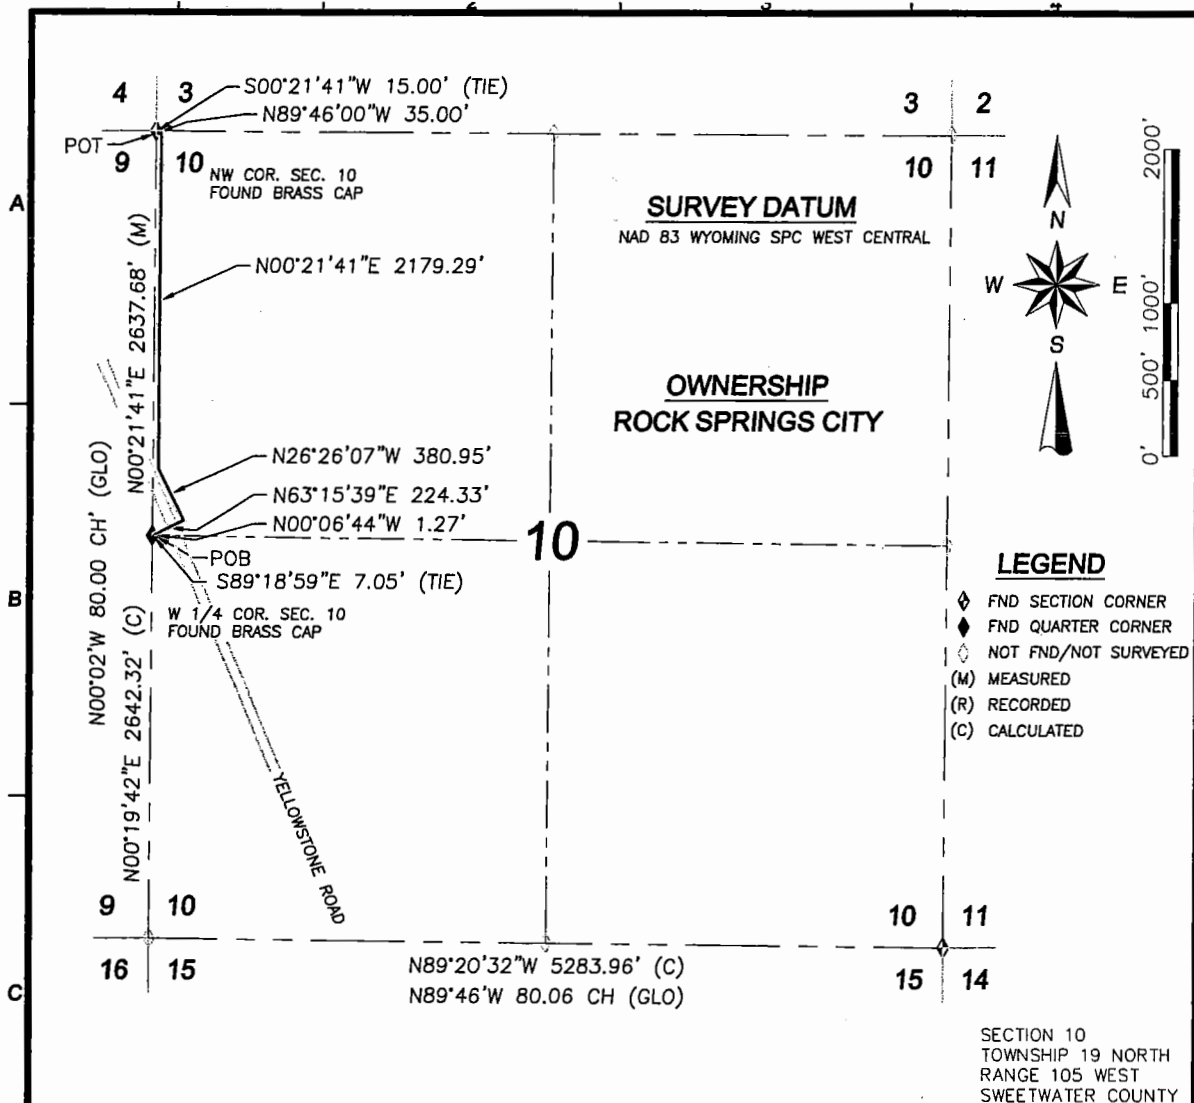 4 3
S00°21'41"W 15.00' (TIE)
N89°46'00"W 35.00'
3 2
POT
9 10
NW COR. SEC. 10
FOUND BRASS CAP
10 11
A
SURVEY DATUM
NAD 83 WYOMING SPC WEST CENTRAL
N
W E
S
2000'
1000'
500'
0'
N00°21'41"E 2637.68' (M)
N00°21'41"E 2179.29'
OWNERSHIP
ROCK SPRINGS CITY
N00°02'W 80.00 CH' (GLO)
N26°26'07"W 380.95'
N63°15'39"E 224.33'
N00°06'44"W 1.27'
10
POB
S89°18'59"E 7.05' (TIE)
B
W 1/4 COR. SEC. 10
FOUND BRASS CAP
LEGEND
FND SECTION CORNER
FND QUARTER CORNER
NOT FND/NOT SURVEYED
(M) MEASURED
(R) RECORDED
(C) CALCULATED
N00°19'42"E 2642.32' (C)
YELLOWSTONE ROAD
9 10
10 11
16 15
N89°20'32"W 5283.96' (C)
N89°46'W 80.06 CH (GLO)
15 14
C
SECTION 10
TOWNSHIP 19 NORTH
RANGE 105 WEST
SWEETWATER COUNTY